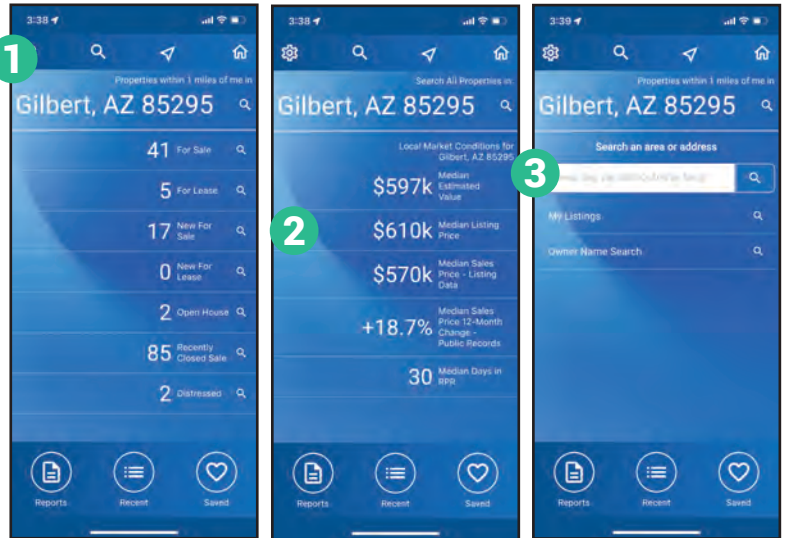 1
3:38
Properties within 1 miles of me in
Gilbert, AZ 85295
41 For Sale
5 For Lease
17 New For
Sale
0 New For
Lease
2 Open House
85 Recently
Closed Sale
2 Distressed
Reports
Recent
Saved
2
3:38
Search All Properties in
Gilbert, AZ 85295
Local Market Conditions for
Gilbert, AZ 85295
$597k Median
Estimated
Value
$610k Median Listing
Price
$570k Median Sales
Price - Listing
Data
+18.7% Median Sales
Price 12-Month
Change -
Public Records
30 Median Days in
RPR
Reports
Recent
Saved
3
3:39
Properties within 1 miles of me in
Gilbert, AZ 85295
Search an area or address
My Listings
Owner Name Search
Reports
Recent
Saved